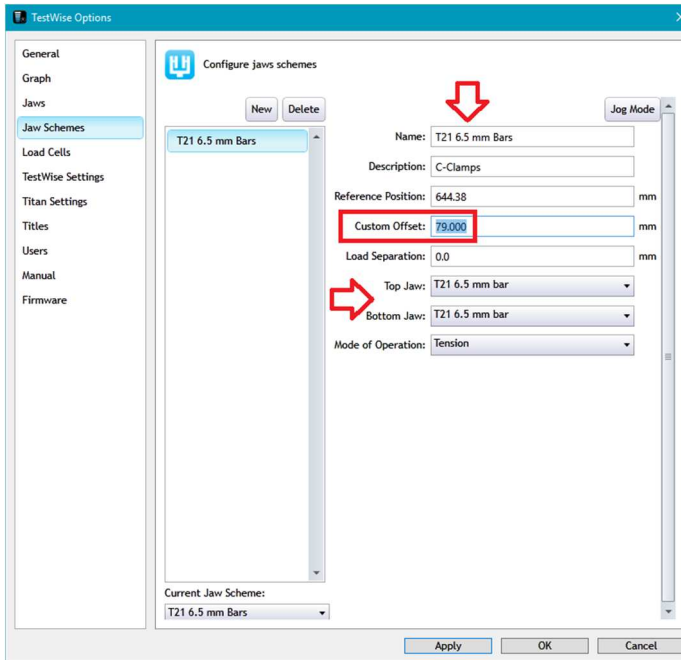 TestWise Options
General
Graph
Jaws
Jaw Schemes
Load Cells
TestWise Settings
Titan Settings
Titles
Users
Manual
Firmware
Configure jaws schemes
New Delete
Jog Mode
T21 6.5 mm Bars
Name: T21 6.5 mm Bars
Description: C-Clamps
Reference Position: 644.38 mm
Custom Offset: 79.000 mm
Load Separation: 0.0 mm
Top Jaw: T21 6.5 mm bar
Bottom Jaw: T21 6.5 mm bar
Mode of Operation: Tension
Current Jaw Scheme:
T21 6.5 mm Bars
Apply OK Cancel